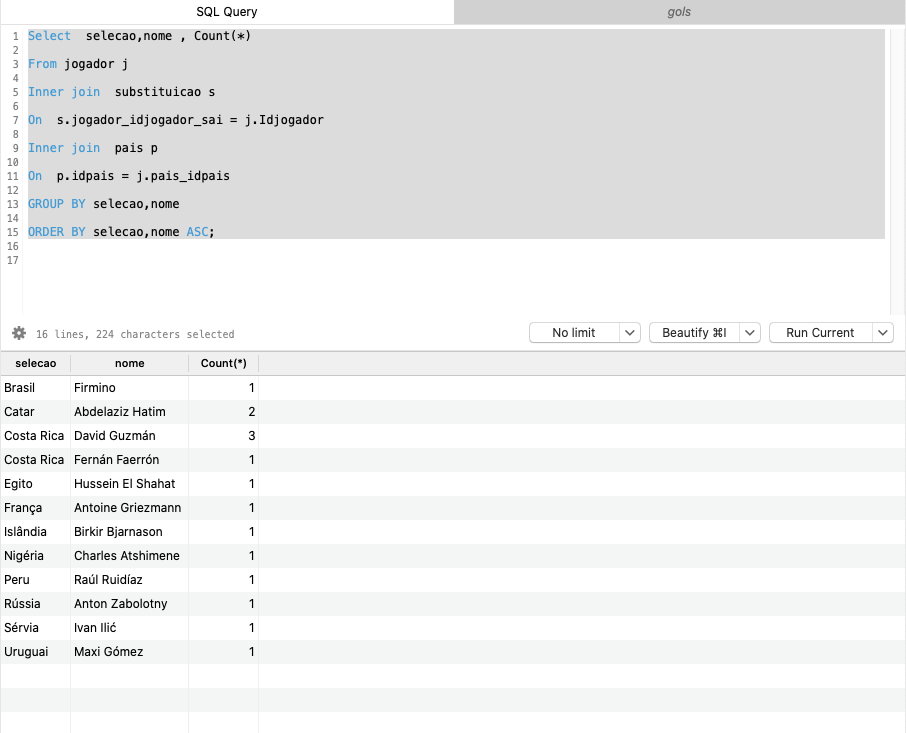 SQL Query gols
1 Select  selecao,nome , Count(*)
2
3 From jogador j
4
5 Inner join  substituicao s
6
7 On  s.jogador_idjogador_sai = j.Idjogador
8
9 Inner join  pais p
10
11 On  p.idpais = j.pais_idpais
12
13 GROUP BY selecao,nome
14
15 ORDER BY selecao,nome ASC;
16
17
16 lines, 224 characters selected No limit Beautify ⌘I Run Current
selecao nome Count(*)
Brasil Firmino 1
Catar Abdelaziz Hatim 2
Costa Rica David Guzmán 3
Costa Rica Fernán Faerrón 1
Egito Hussein El Shahat 1
França Antoine Griezmann 1
Islândia Birkir Bjarnason 1
Nigéria Charles Atshimene 1
Peru Raúl Ruidíaz 1
Rússia Anton Zabolotny 1
Sérvia Ivan Ilić 1
Uruguai Maxi Gómez 1